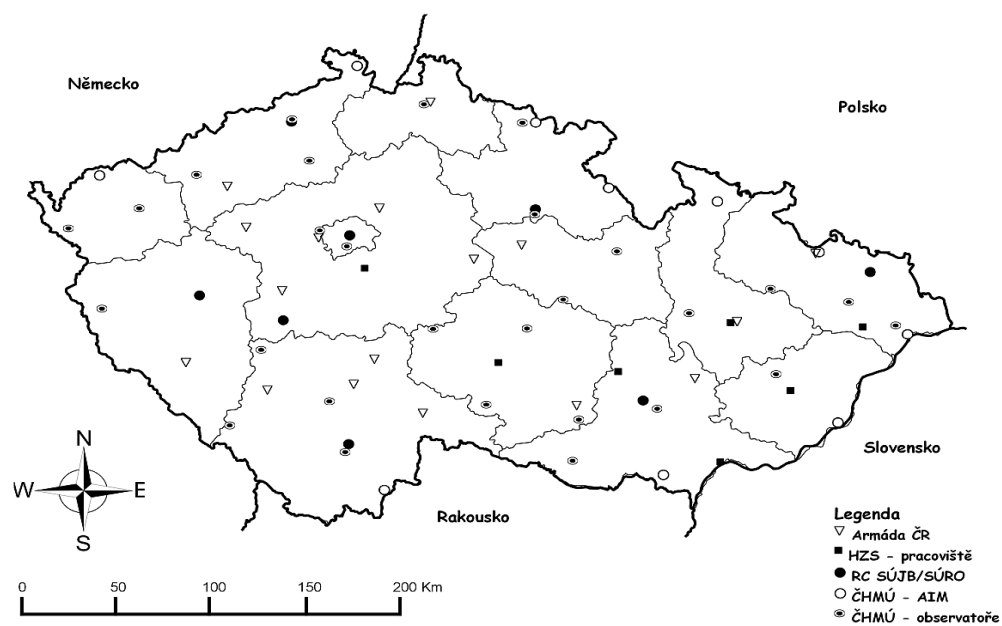 Německo
Polsko
Slovensko
Rakousko
N
W
E
S
0 50 100 150 200 Km
Legenda
Armáda ČR
HZS - pracoviště
RC SÚJB/SÚRO
ČHMÚ - AIM
ČHMÚ - observatoře